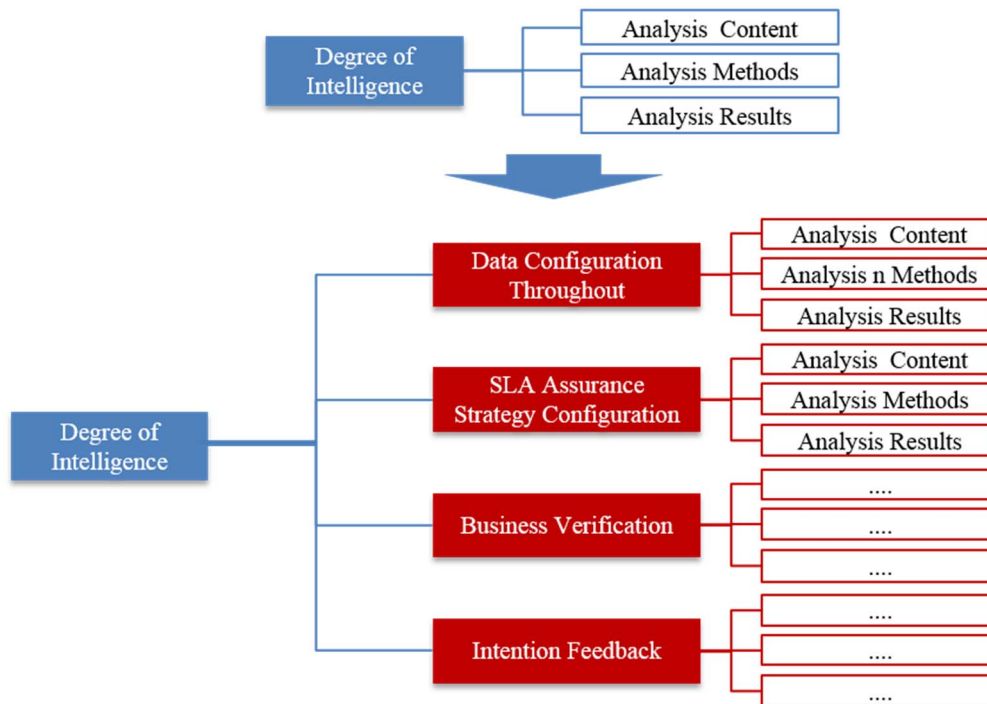 Degree of
Intelligence
Analysis Content
Analysis Methods
Analysis Results
Degree of
Intelligence
Data Configuration
Throughout
Analysis Content
Analysis n Methods
Analysis Results
SLA Assurance
Strategy Configuration
Analysis Content
Analysis Methods
Analysis Results
Business Verification
....
....
....
Intention Feedback
....
....
....